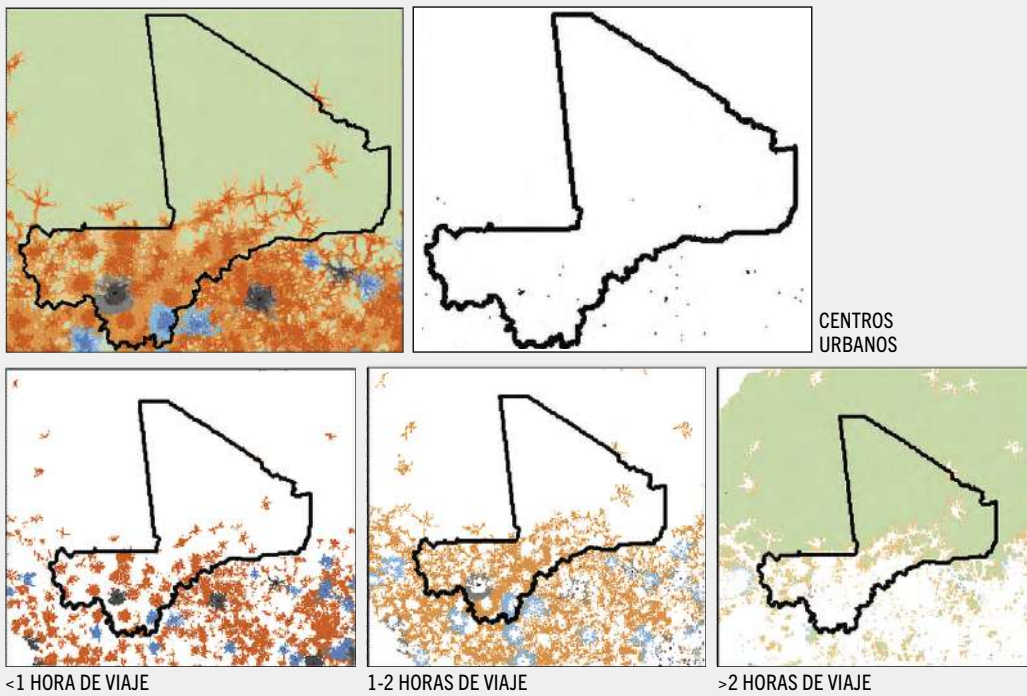 CENTROS
URBANOS
<1 HORA DE VIAJE
1-2 HORAS DE VIAJE
>2 HORAS DE VIAJE